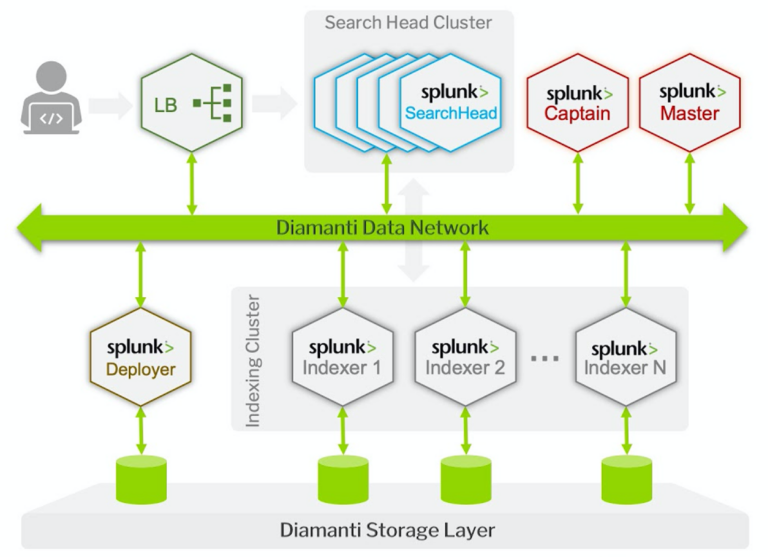 Search Head Cluster
</>
LB
splunk>
SearchHead
splunk>
Captain
splunk>
Master
Diamanti Data Network
splunk>
Deployer
Indexing Cluster
splunk>
Indexer 1
splunk>
Indexer 2
...
splunk>
Indexer N
Diamanti Storage Layer